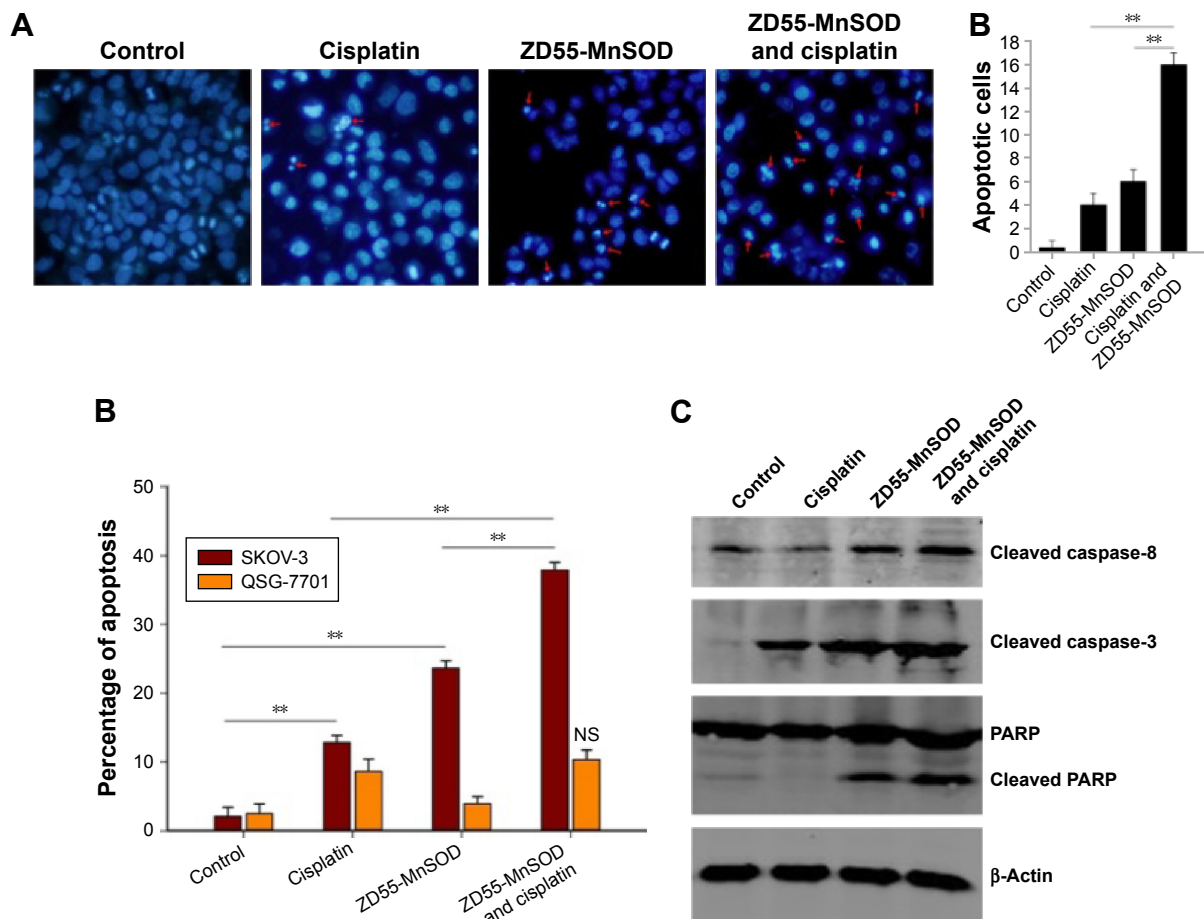 A
Control
Cisplatin
ZD55-MnSOD
ZD55-MnSOD
and cisplatin
B
**
**
Apoptotic cells
18
16
14
12
10
8
6
4
2
0
Control
Cisplatin
ZD55-MnSOD
Cisplatin and
ZD55-MnSOD
B
Percentage of apoptosis
50
40
30
20
10
0
SKOV-3
QSG-7701
**
**
**
**
NS
Control
Cisplatin
ZD55-MnSOD
ZD55-MnSOD
and cisplatin
C
Control
Cisplatin
ZD55-MnSOD
ZD55-MnSOD
and cisplatin
Cleaved caspase-8
Cleaved caspase-3
PARP
Cleaved PARP
β-Actin